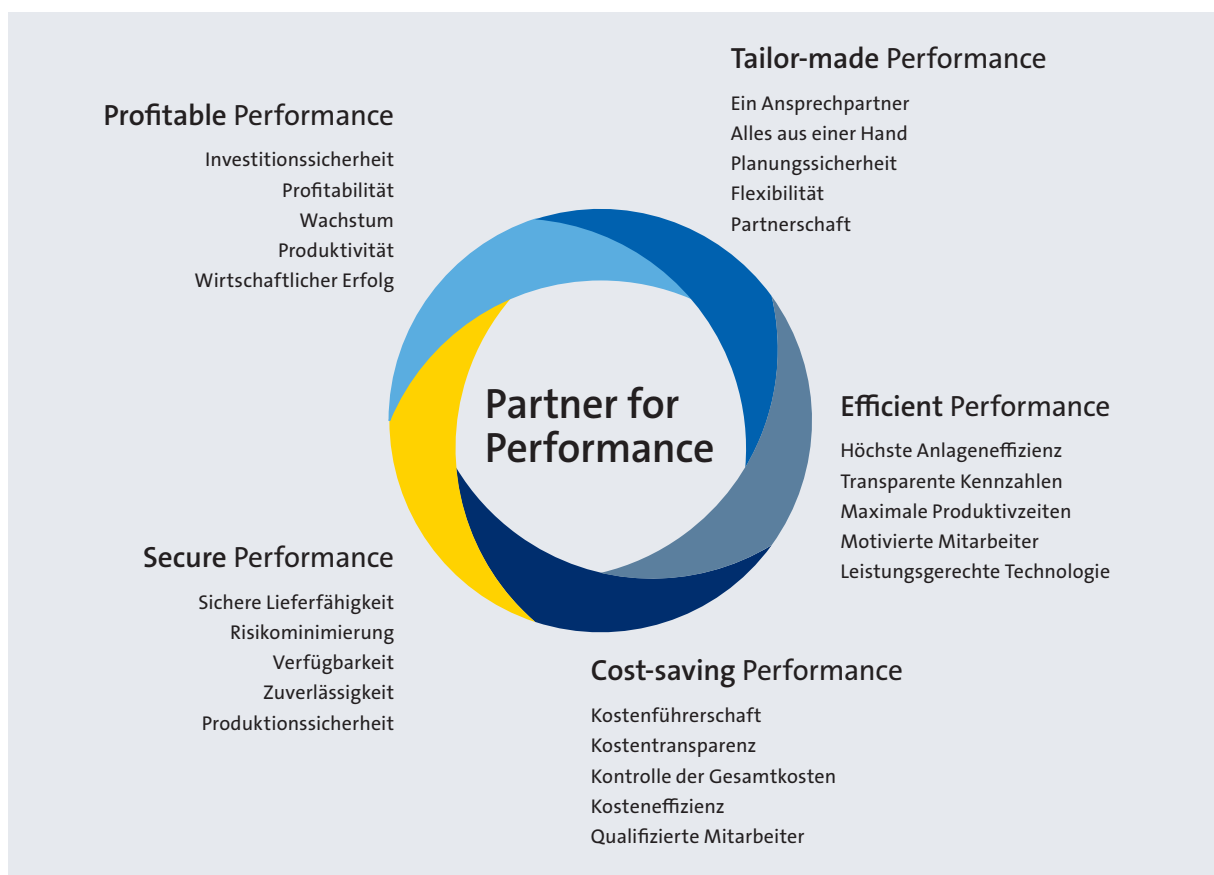 Tailor-made Performance
Ein Ansprechpartner
Alles aus einer Hand
Planungssicherheit
Flexibilität
Partnerschaft
Profitable Performance
Investitionssicherheit
Profitabilität
Wachstum
Produktivität
Wirtschaftlicher Erfolg
Partner for
Performance
Efficient Performance
Höchste Anlageneffizienz
Transparente Kennzahlen
Maximale Produktivzeiten
Motivierte Mitarbeiter
Leistungsgerechte Technologie
Secure Performance
Sichere Lieferfähigkeit
Risikominimierung
Verfügbarkeit
Zuverlässigkeit
Produktionssicherheit
Cost-saving Performance
Kostenführerschaft
Kostentransparenz
Kontrolle der Gesamtkosten
Kosteneffizienz
Qualifizierte Mitarbeiter